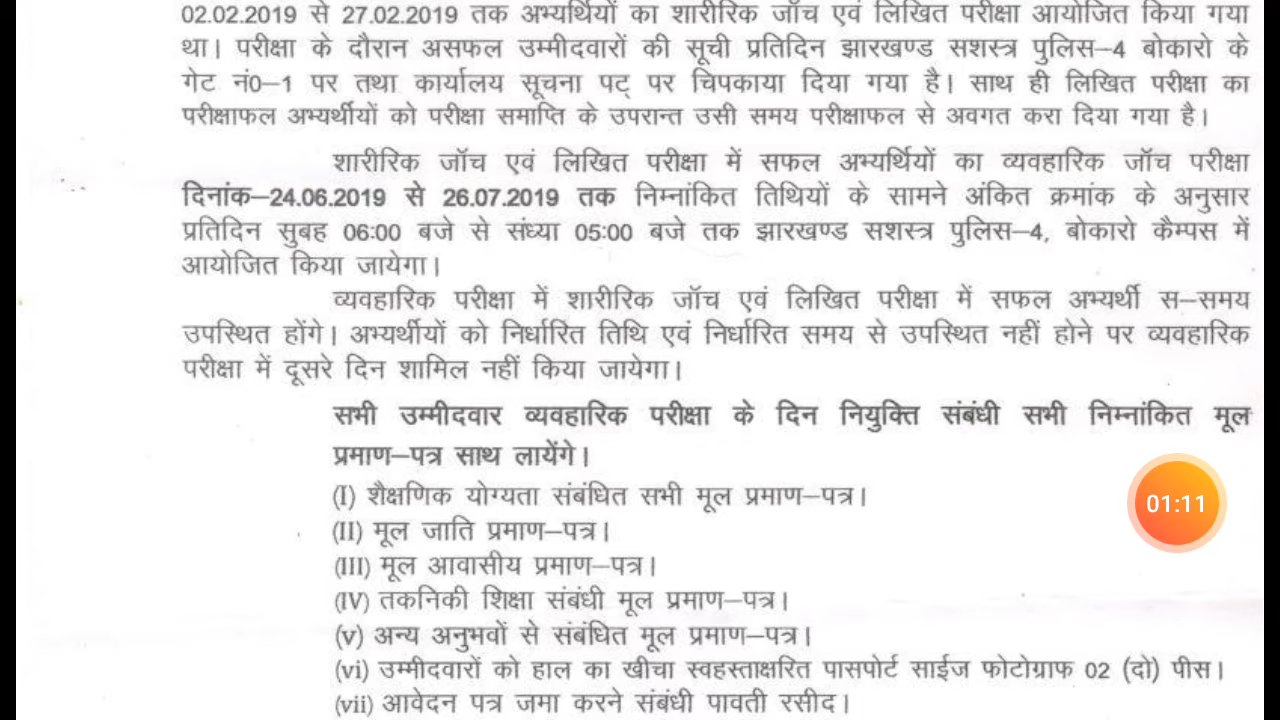 02.02.2019 से 27.02.2019 तक अभ्यर्थियों का शारीरिक जॉच एवं लिखित परीक्षा आयोजित किया गया
था। परीक्षा के दौरान असफल उम्मीदवारों की सूची प्रतिदिन झारखण्ड सशस्त्र पुलिस–4 बोकारो के
गेट नं0–1 पर तथा कार्यालय सूचना पट् पर चिपकाया दिया गया है। साथ ही लिखित परीक्षा का
परीक्षाफल अभ्यर्थीयों को परीक्षा समाप्ति के उपरान्त उसी समय परीक्षाफल से अवगत करा दिया गया है।
शारीरिक जॉच एवं लिखित परीक्षा में सफल अभ्यर्थियों का व्यवहारिक जॉच परीक्षा
दिनांक–24.06.2019 से 26.07.2019 तक निम्नांकित तिथियों के सामने अंकित क्रमांक के अनुसार
प्रतिदिन सुबह 06:00 बजे से संध्या 05:00 बजे तक झारखण्ड सशस्त्र पुलिस–4, बोकारो कैम्पस में
आयोजित किया जायेगा।
व्यवहारिक परीक्षा में शारीरिक जॉच एवं लिखित परीक्षा में सफल अभ्यर्थी स–समय
उपस्थित होंगे। अभ्यर्थीयों को निर्धारित तिथि एवं निर्धारित समय से उपस्थित नहीं होने पर व्यवहारिक
परीक्षा में दूसरे दिन शामिल नहीं किया जायेगा।
सभी उम्मीदवार व्यवहारिक परीक्षा के दिन नियुक्ति संबंधी सभी निम्नांकित मूल
प्रमाण–पत्र साथ लायेंगे।
(I) शैक्षणिक योग्यता संबंधित सभी मूल प्रमाण–पत्र।
(II) मूल जाति प्रमाण–पत्र।
(III) मूल आवासीय प्रमाण–पत्र।
(IV) तकनिकी शिक्षा संबंधी मूल प्रमाण–पत्र।
(v) अन्य अनुभवों से संबंधित मूल प्रमाण–पत्र।
(vi) उम्मीदवारों को हाल का खीचा स्वहस्ताक्षरित पासपोर्ट साईज फोटोग्राफ 02 (दो) पीस।
(vii) आवेदन पत्र जमा करने संबंधी पावती रसीद।
01:11